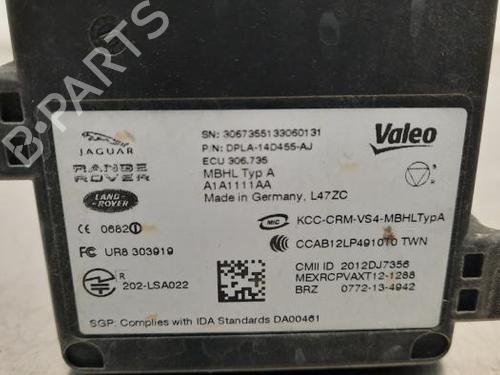 B-PARTS
JAGUAR
RANGE ROVER
LAND-ROVER
SN: 3067355133060131
P/N: DPLA-14D455-AJ
ECU 306.735
MBHL Typ A
A1A1111AA
Made in Germany, L47ZC
Valeo
CE 0682
FC UR8 303919
R 202-LSA022
MIC KCC-CRM-VS4-MBHLTypA
CCAB12LP4910T0 TWN
CMII ID 2012DJ7356
MEXRCPVAXT12-1288
BRZ 0772-13-4942
SGP: Complies with IDA Standards DA00461